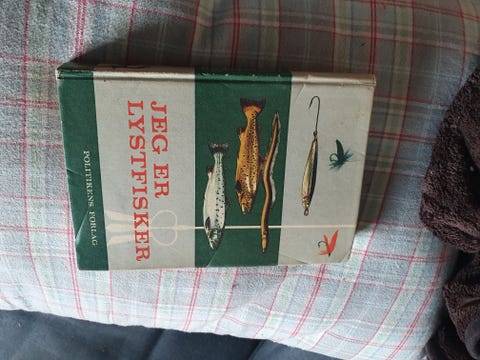 JEG ER
LYSTFISKER
POLITIKENS FORLAG